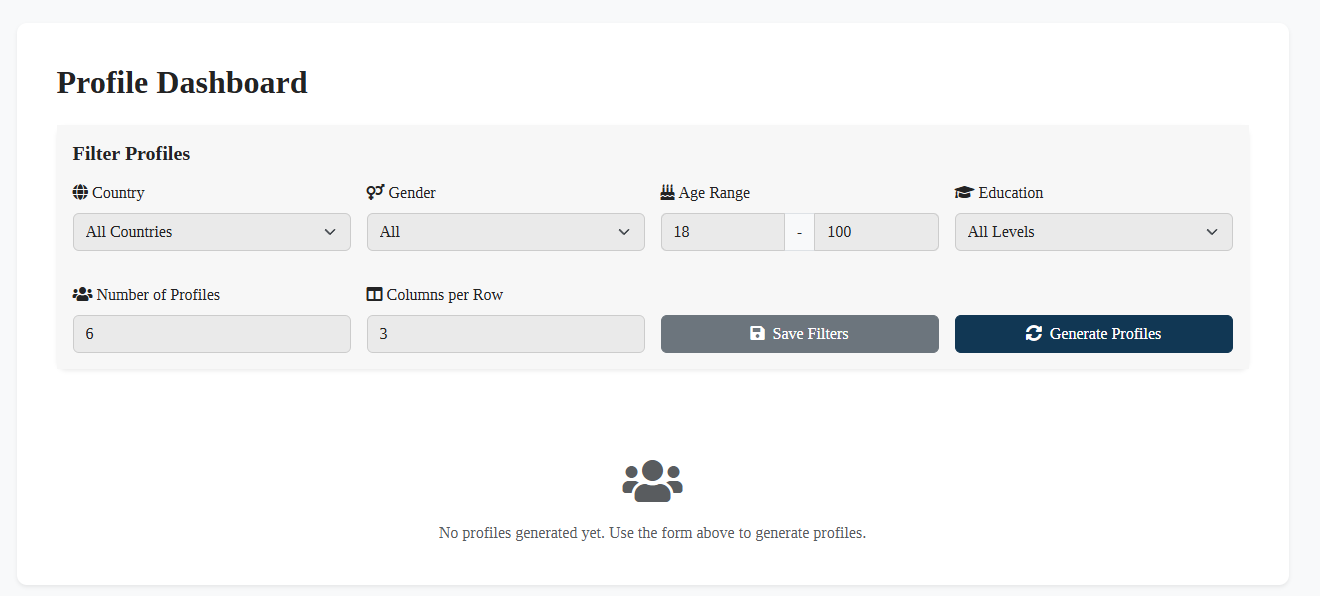 Profile Dashboard
Filter Profiles
Country Gender Age Range Education
All Countries All 18 - 100 All Levels
Number of Profiles Columns per Row
6 3 Save Filters Generate Profiles
No profiles generated yet. Use the form above to generate profiles.